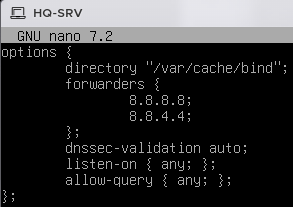 HQ-SRV
GNU nano 7.2
options {
        directory "/var/cache/bind";
        forwarders {
                8.8.8.8;
                8.8.4.4;
        };
        dnssec-validation auto;
        listen-on { any; };
        allow-query { any; };
};